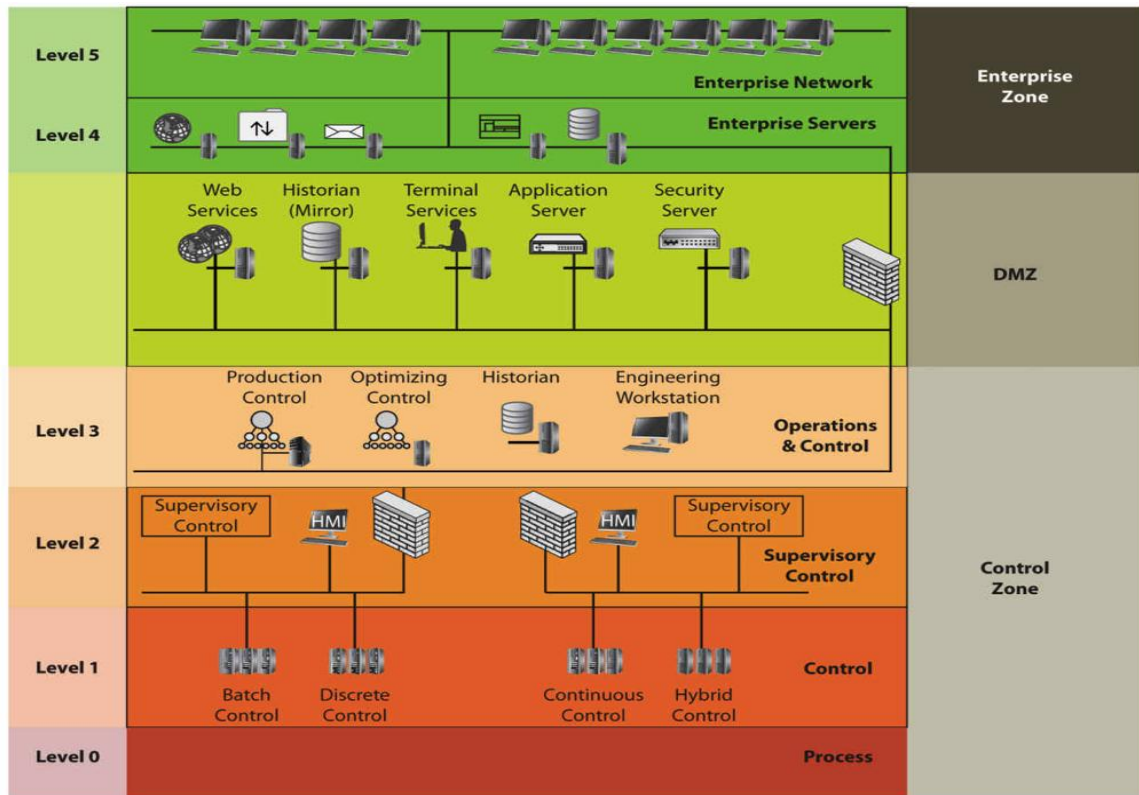 Level 5
Enterprise Network
Enterprise
Zone
Level 4
Enterprise Servers
Web
Services
Historian
(Mirror)
Terminal
Services
Application
Server
Security
Server
DMZ
Level 3
Production
Control
Optimizing
Control
Historian
Engineering
Workstation
Operations
& Control
Level 2
Supervisory
Control
HMI
HMI
Supervisory
Control
Supervisory
Control
Control
Zone
Level 1
Batch
Control
Discrete
Control
Continuous
Control
Hybrid
Control
Control
Level 0
Process